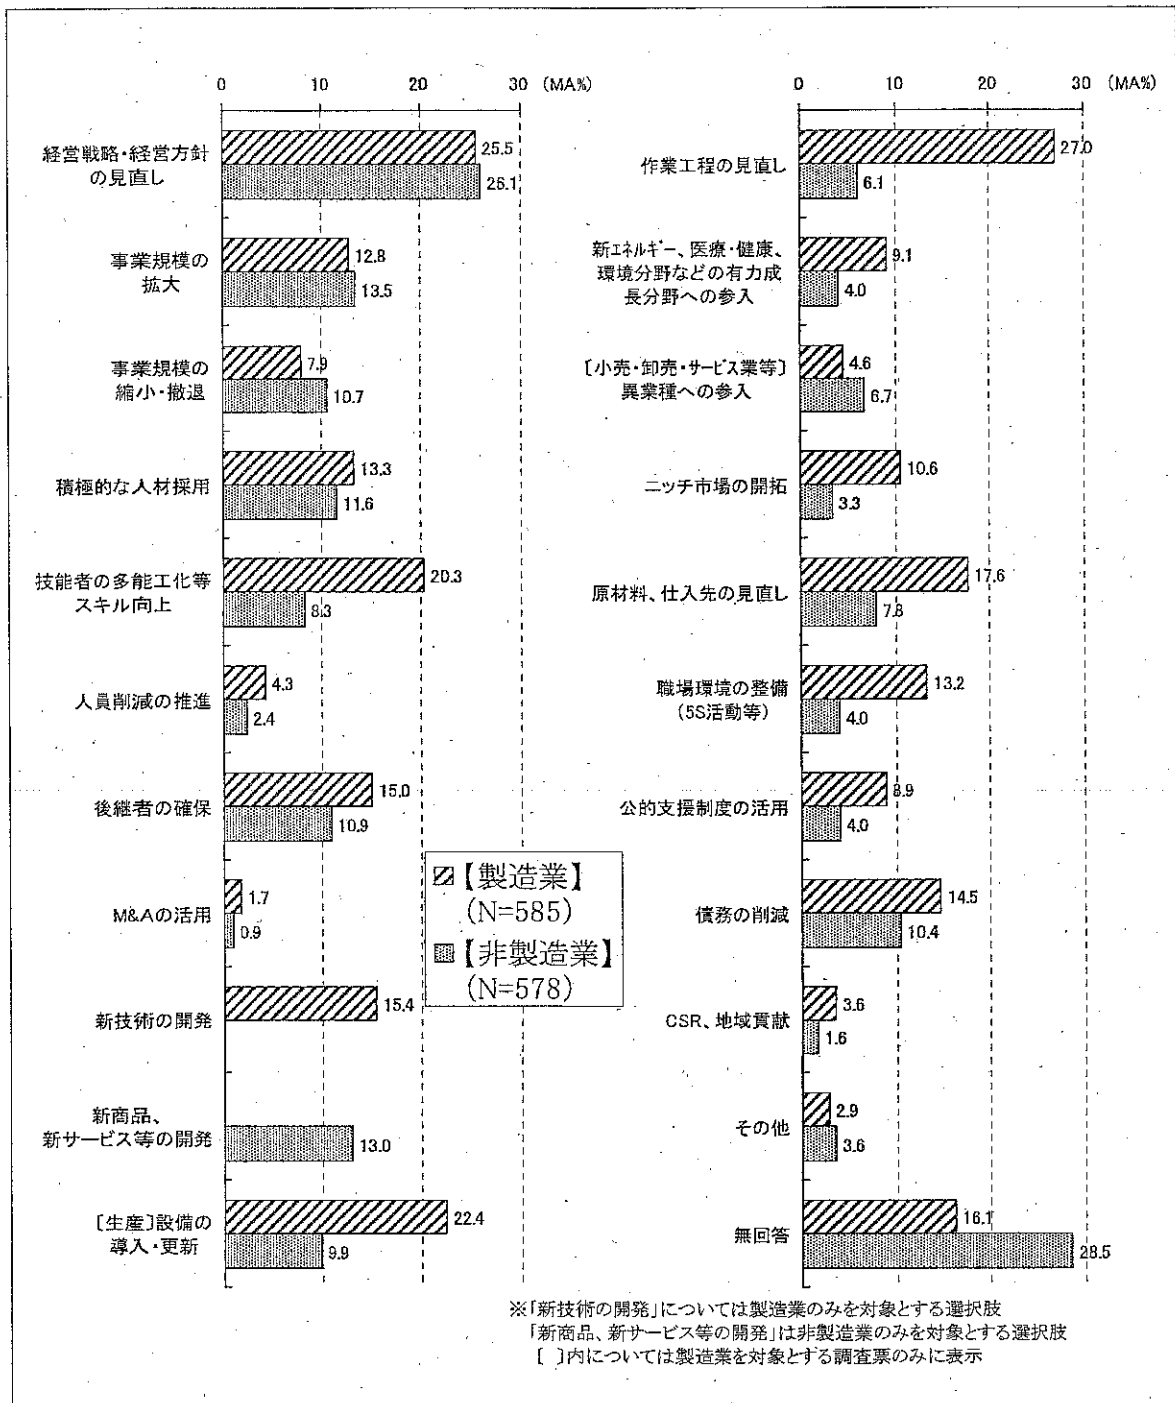 0 10 20 30 (MA%)
経営戦略・経営方針
の見直し
25.5
26.1
事業規模の
拡大
12.8
13.5
事業規模の
縮小・撤退
7.9
10.7
積極的な人材採用
13.3
11.6
技能者の多能工化等
スキル向上
20.3
8.3
人員削減の推進
4.3
2.4
後継者の確保
15.0
10.9
M&Aの活用
1.7
0.9
新技術の開発
15.4
新商品、
新サービス等の開発
13.0
〔生産〕設備の
導入・更新
22.4
9.9
【製造業】
(N=585)
【非製造業】
(N=578)
0 10 20 30 (MA%)
作業工程の見直し
27.0
6.1
新エネルギー、医療・健康、
環境分野などの有力成
長分野への参入
9.1
4.0
〔小売・卸売・サービス業等〕
異業種への参入
4.6
6.7
ニッチ市場の開拓
10.6
3.3
原材料、仕入先の見直し
17.6
7.8
職場環境の整備
(5S活動等)
13.2
4.0
公的支援制度の活用
8.9
4.0
債務の削減
14.5
10.4
CSR、地域貢献
3.6
1.6
その他
2.9
3.6
無回答
16.1
28.5
※「新技術の開発」については製造業のみを対象とする選択肢
「新商品、新サービス等の開発」は非製造業のみを対象とする選択肢
[ ]内については製造業を対象とする調査票のみに表示